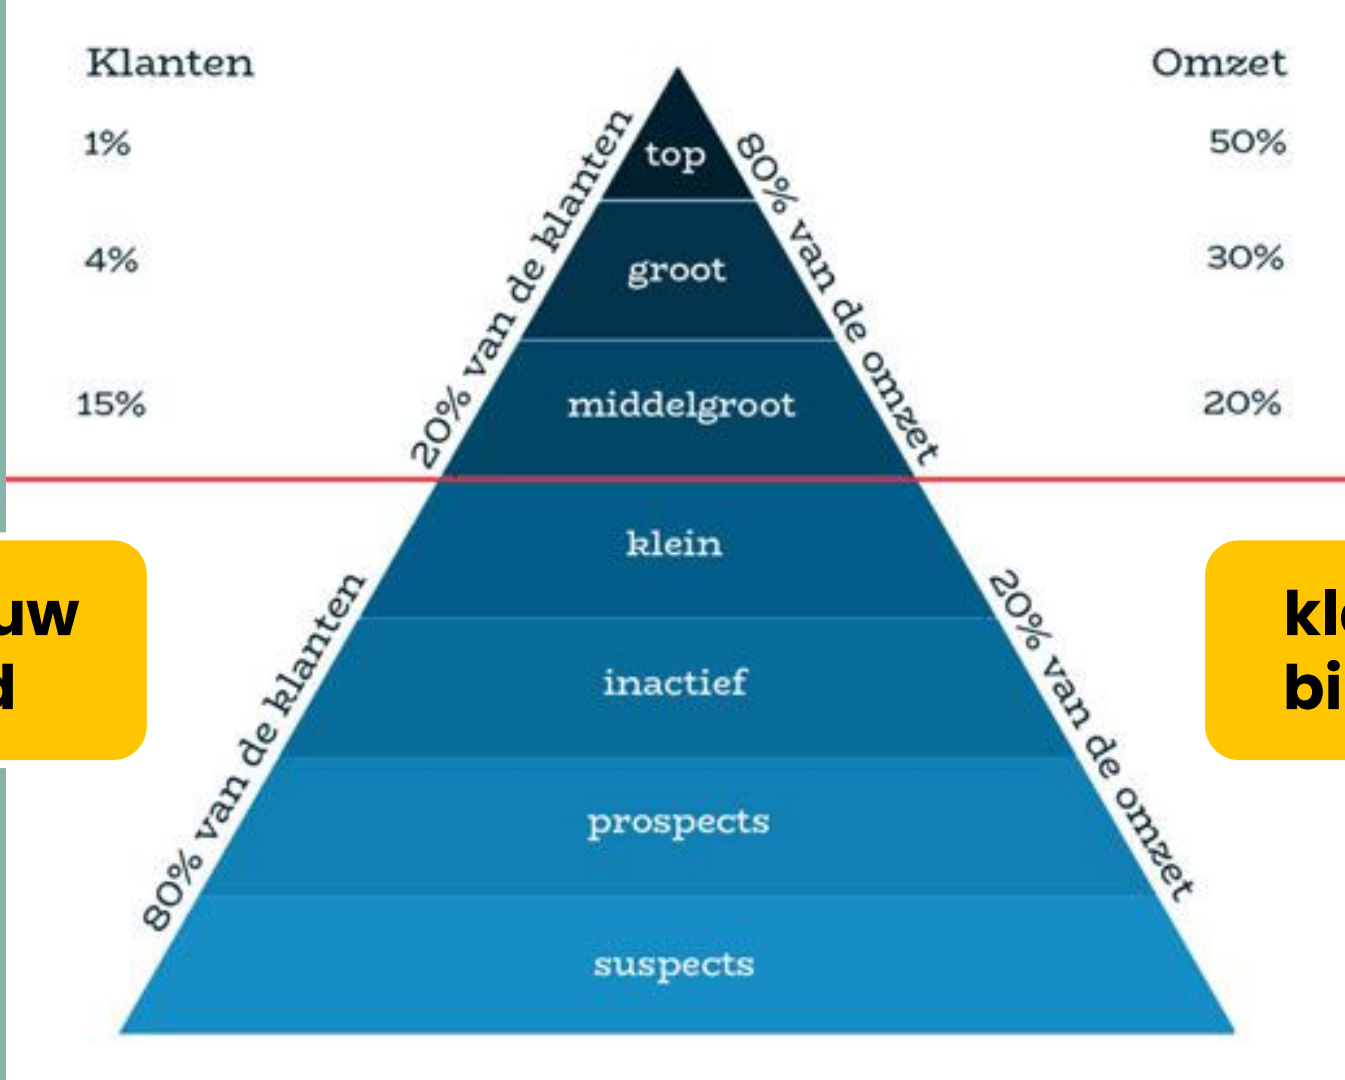 Klanten
Omzet
1%
top
50%
4%
groot
30%
15%
middelgroot
20%
20% van de klanten
80% van de omzet
klein
inactief
prospects
suspects
80% van de klanten
20% van de omzet